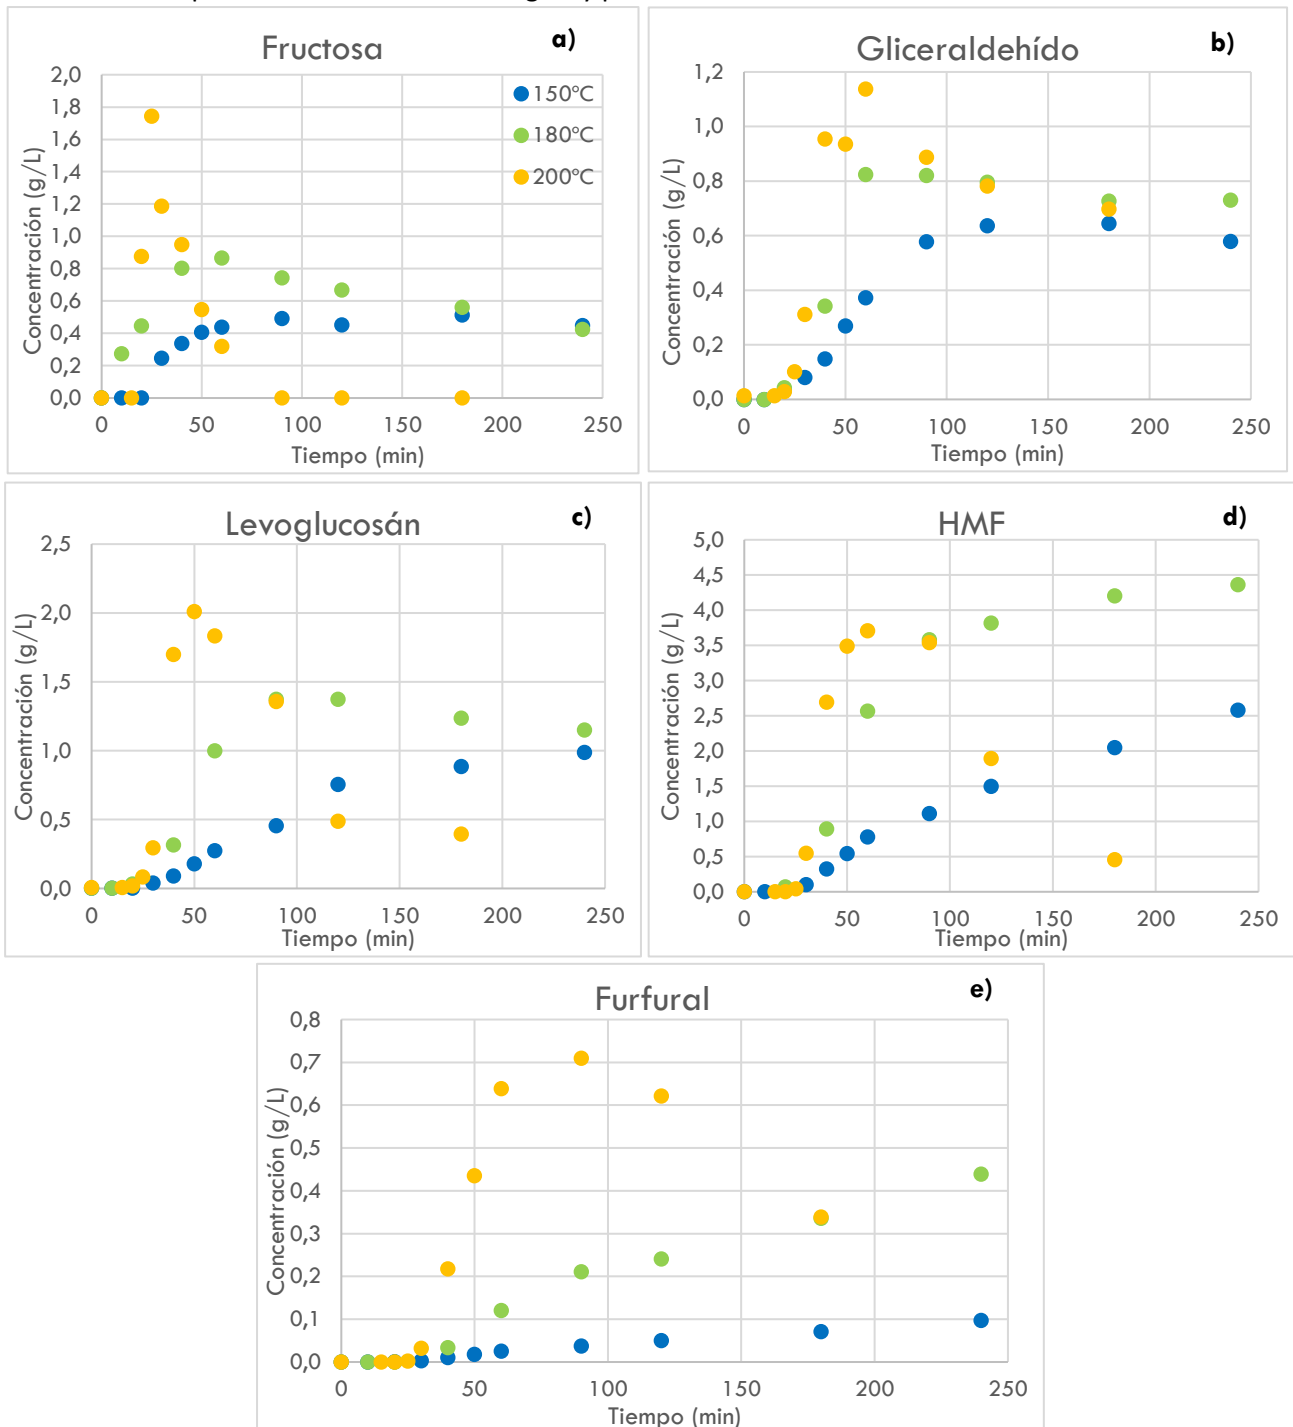 Fructosa
a)
2,0
1,8
1,6
1,4
1,2
1,0
0,8
0,6
0,4
0,2
0,0
0 50 100 150 200 250
Concentración (g/L)
Tiempo (min)
150ºC
180ºC
200ºC
Gliceraldehído
b)
1,2
1,0
0,8
0,6
0,4
0,2
0,0
0 50 100 150 200 250
Concentración (g/L)
Tiempo (min)
Levoglucosán
c)
2,5
2,0
1,5
1,0
0,5
0,0
0 50 100 150 200 250
Concentración (g/L)
Tiempo (min)
HMF
d)
5,0
4,5
4,0
3,5
3,0
2,5
2,0
1,5
1,0
0,5
0,0
0 50 100 150 200 250
Concentración (g/L)
Tiempo (min)
Furfural
e)
0,8
0,7
0,6
0,5
0,4
0,3
0,2
0,1
0,0
0 50 100 150 200 250
Concentración (g/L)
Tiempo (min)